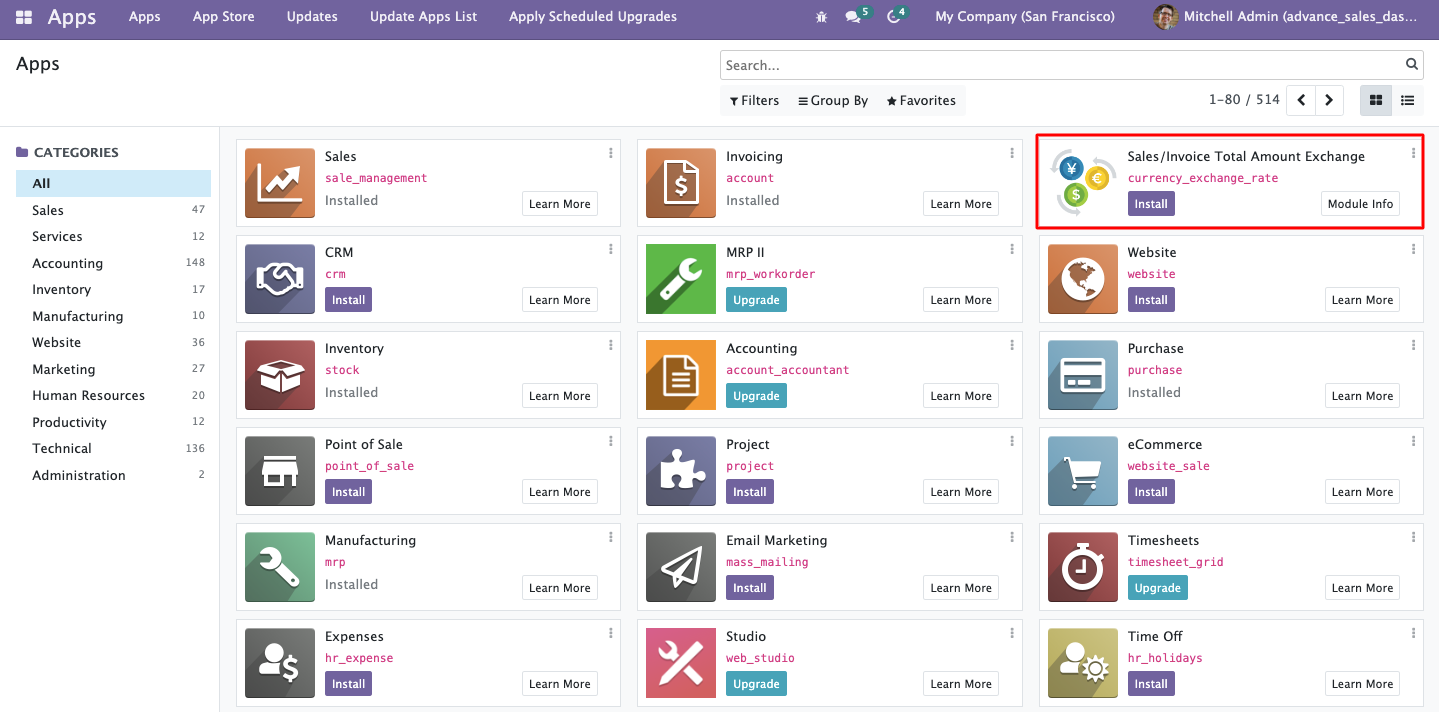 Apps
Apps
App Store
Updates
Update Apps List
Apply Scheduled Upgrades
5
4
My Company (San Francisco)
Mitchell Admin (advance_sales_das...
Apps
Search...
Filters
Group By
Favorites
1-80 / 514
CATEGORIES
All
Sales 47
Services 12
Accounting 148
Inventory 17
Manufacturing 10
Website 36
Marketing 27
Human Resources 20
Productivity 12
Technical 136
Administration 2
Sales
sale_management
Installed
Learn More
Invoicing
account
Installed
Learn More
Sales/Invoice Total Amount Exchange
currency_exchange_rate
Install
Module Info
CRM
crm
Install
Learn More
MRP II
mrp_workorder
Upgrade
Learn More
Website
website
Install
Learn More
Inventory
stock
Installed
Learn More
Accounting
account_accountant
Upgrade
Learn More
Purchase
purchase
Installed
Learn More
Point of Sale
point_of_sale
Install
Learn More
Project
project
Install
Learn More
eCommerce
website_sale
Install
Learn More
Manufacturing
mrp
Installed
Learn More
Email Marketing
mass_mailing
Install
Learn More
Timesheets
timesheet_grid
Upgrade
Learn More
Expenses
hr_expense
Install
Learn More
Studio
web_studio
Upgrade
Learn More
Time Off
hr_holidays
Install
Learn More